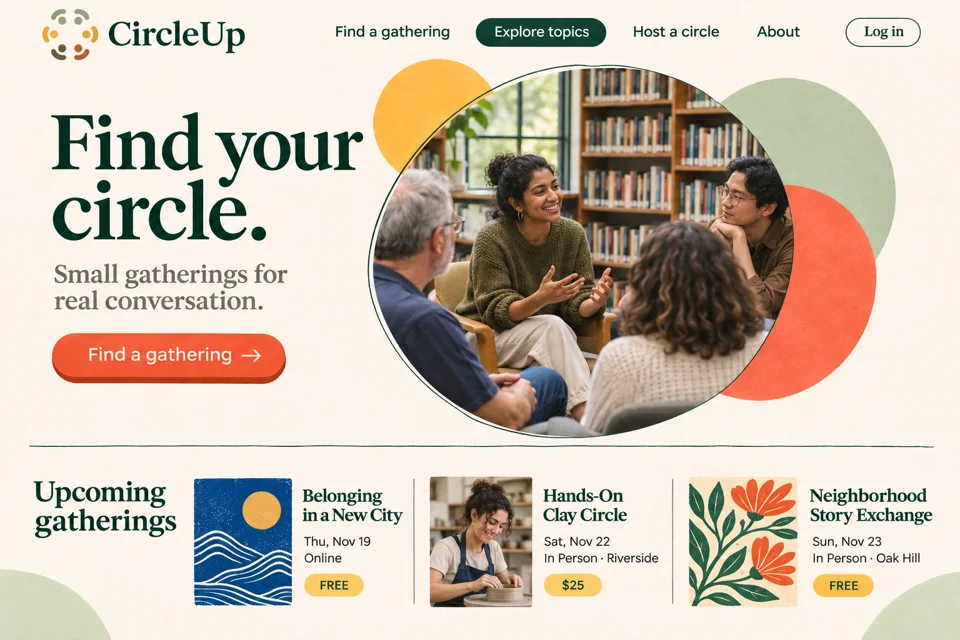 CircleUp
Find a gathering
Explore topics
Host a circle
About
Log in
Find your
circle.
Small gatherings for
real conversation.
Find a gathering →
Upcoming
gatherings
Belonging
in a New City
Thu, Nov 19
Online
FREE
Hands-On
Clay Circle
Sat, Nov 22
In Person · Riverside
$25
Neighborhood
Story Exchange
Sun, Nov 23
In Person · Oak Hill
FREE